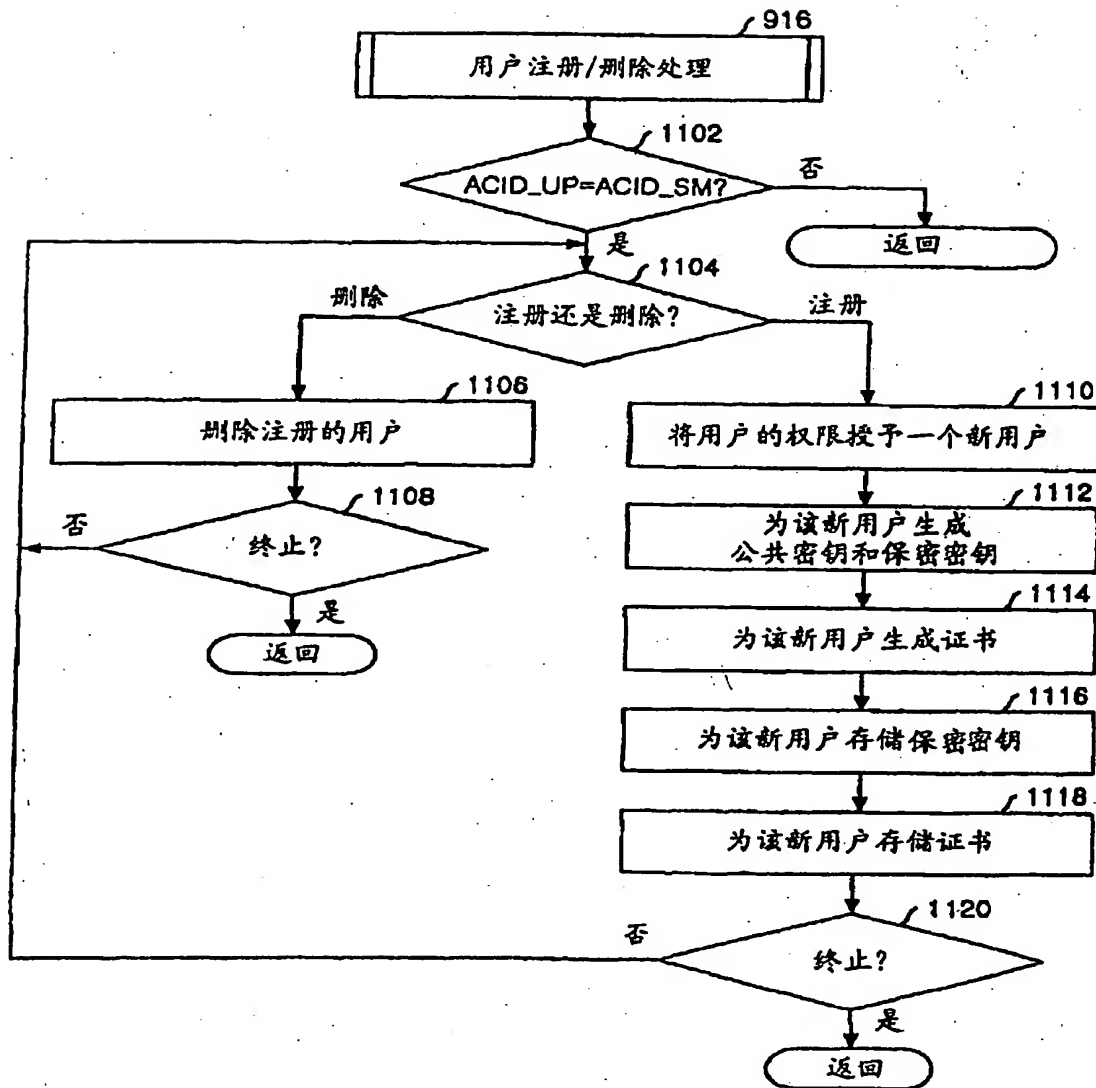 916
用户注册/删除处理
1102
ACID_UP=ACID_SM?
否
返回
是
1104
注册还是删除?
删除
注册
1106
删除注册的用户
1108
终止?
否
是
返回
1110
将用户的权限授予一个新用户
1112
为该新用户生成
公共密钥和保密密钥
1114
为该新用户生成证书
1116
为该新用户存储保密密钥
1118
为该新用户存储证书
1120
终止?
否
是
返回